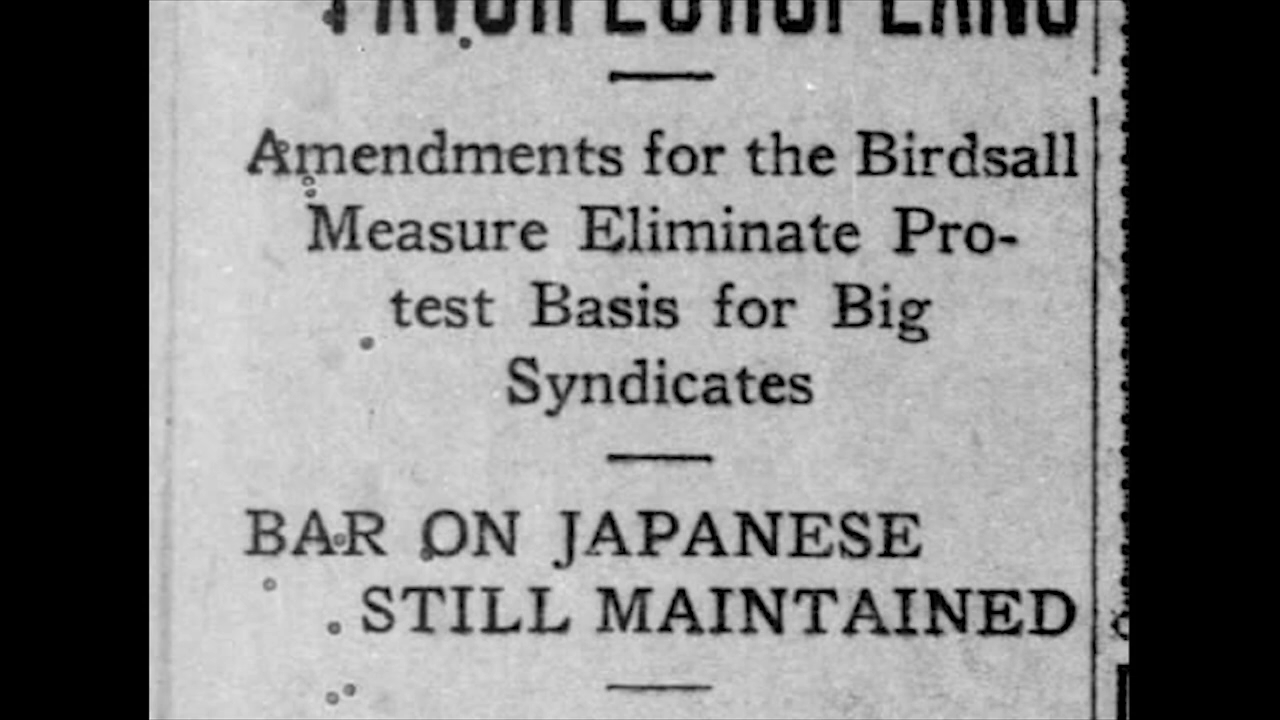 Amendments for the Birdsall
Measure Eliminate Pro-
test Basis for Big
Syndicates
BAR ON JAPANESE
STILL MAINTAINED